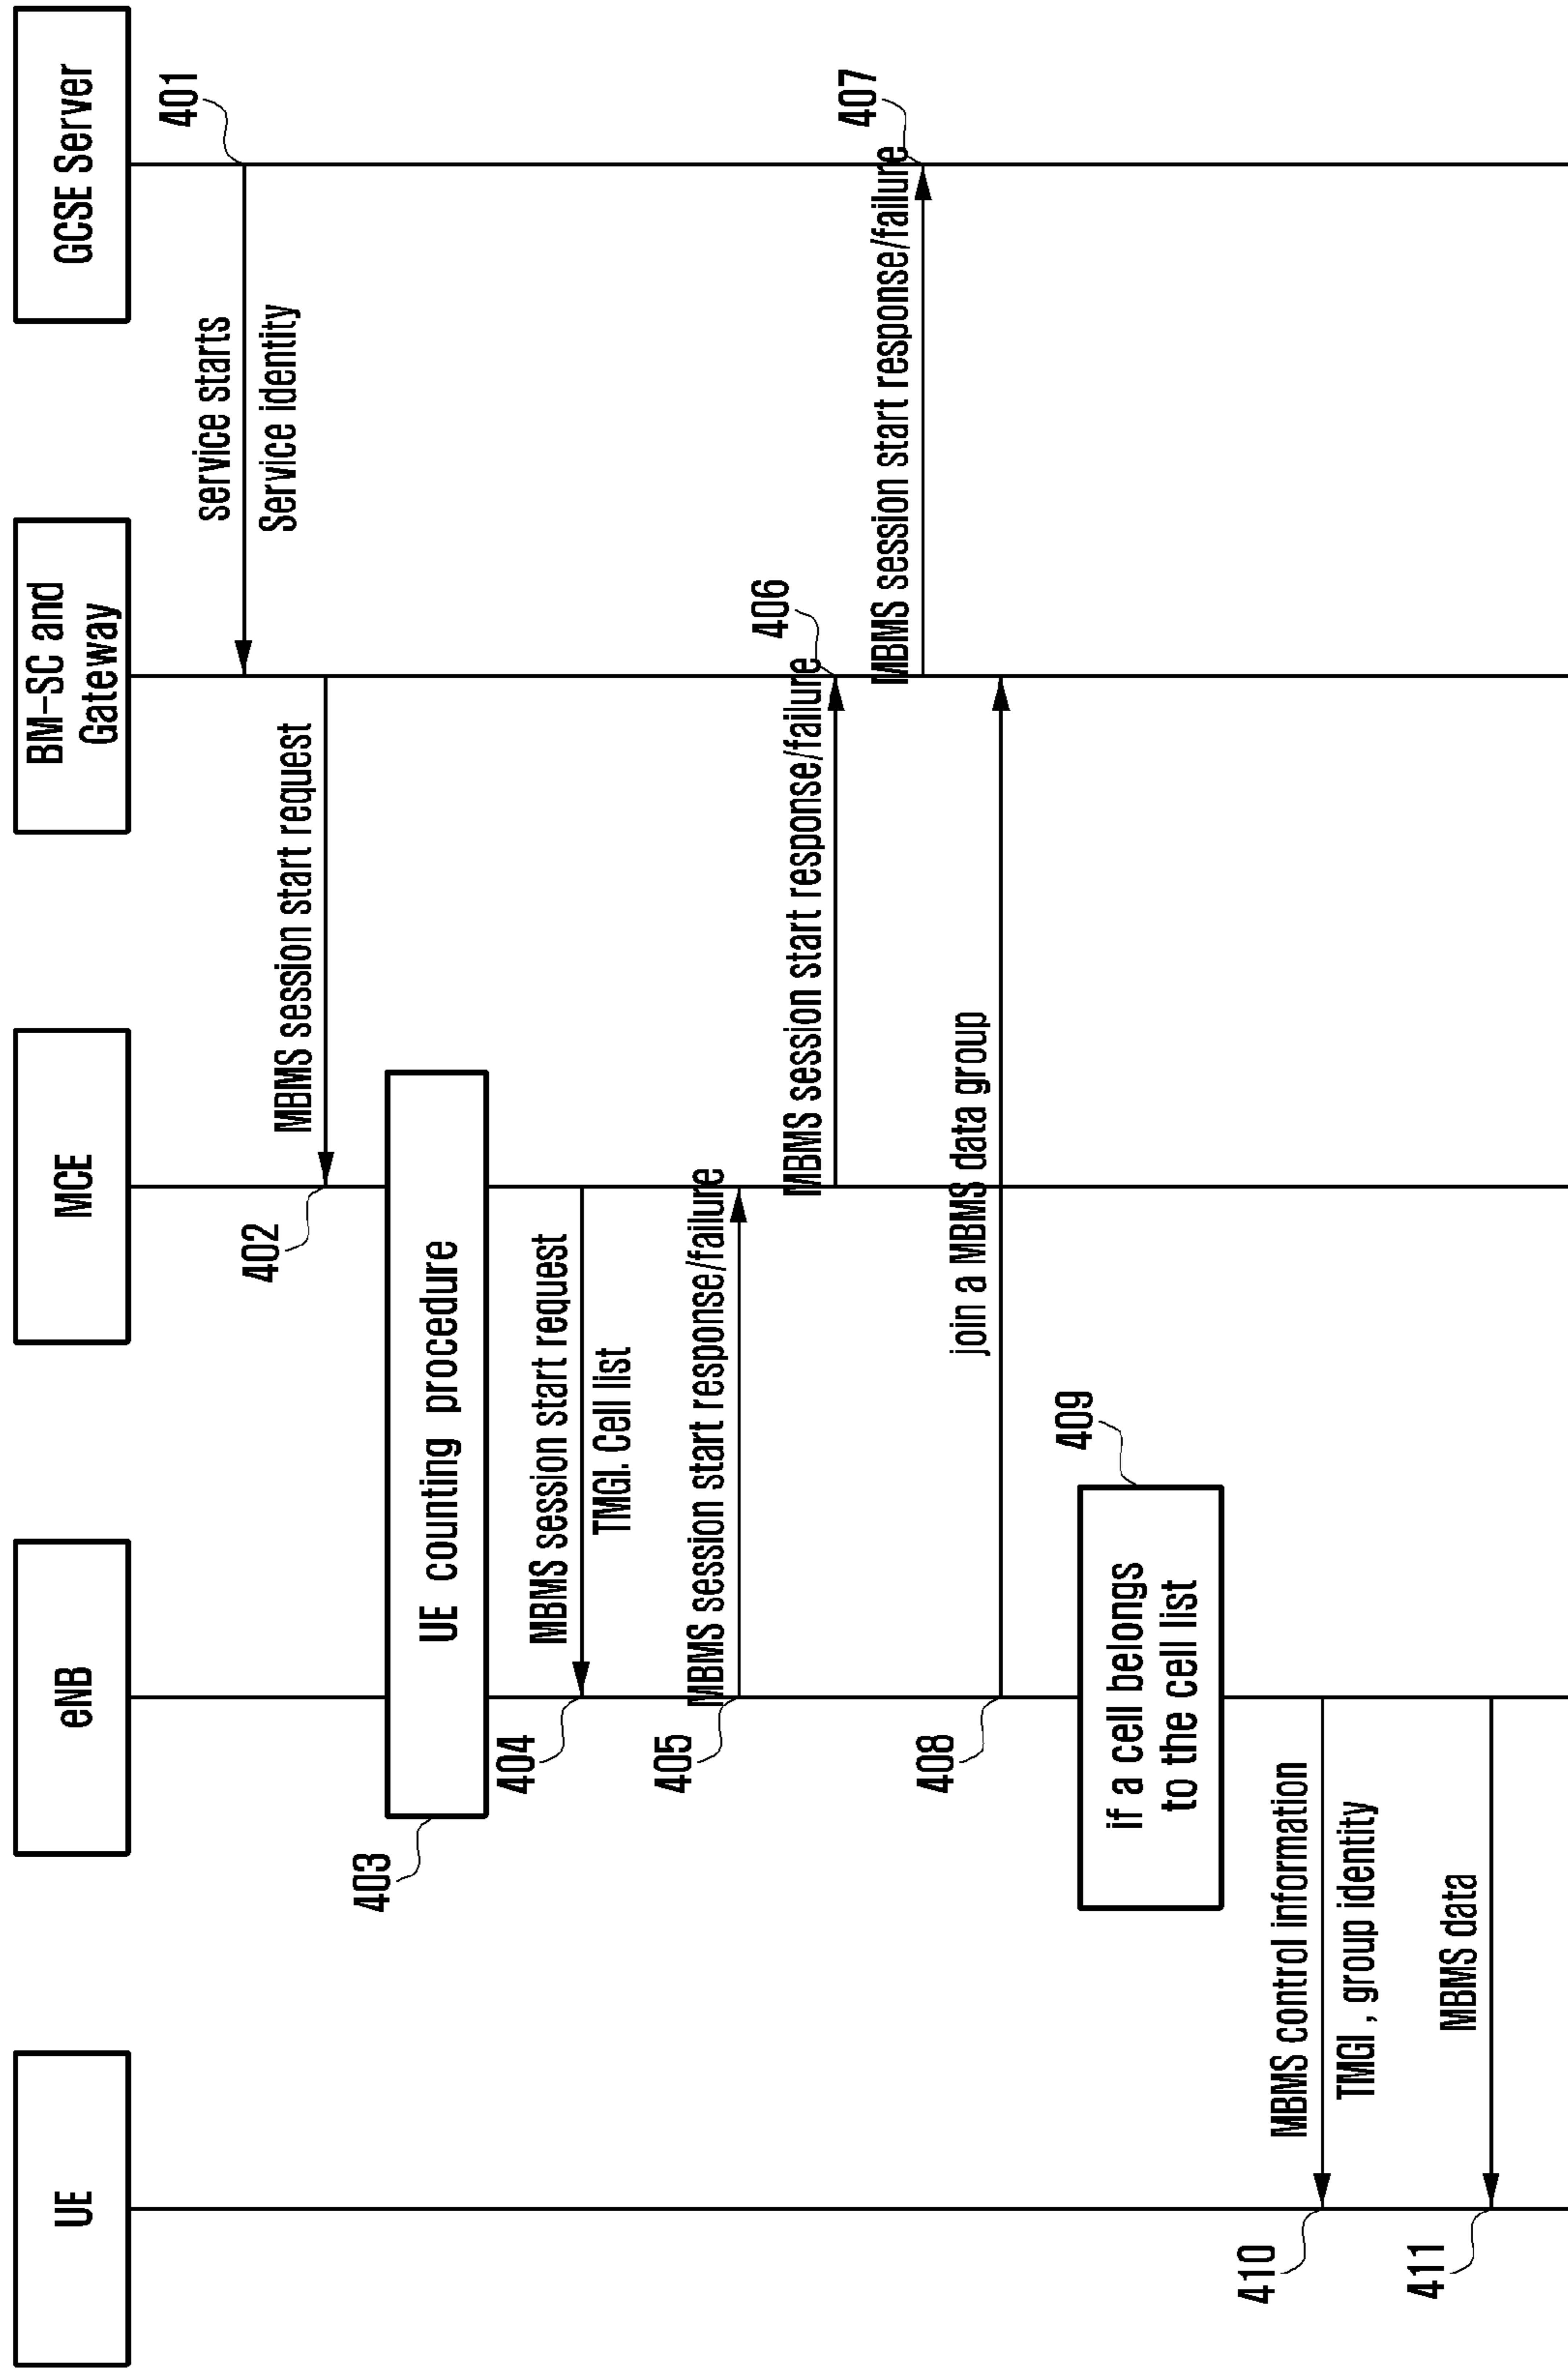 UE
eNB
MCE
BM-SC and
Gateway
GCSE Server
401
service starts
Service identity
MBMS session start request
402
403
UE counting procedure
404
MBMS session start request
TMGI. Cell list
405
MBMS session start response/failure
406
MBMS session start response/failure
407
MBMS session start response/failure
408
join a MBMS data group
409
if a cell belongs
to the cell list
410
MBMS control information
TMGI , group identity
411
MBMS data